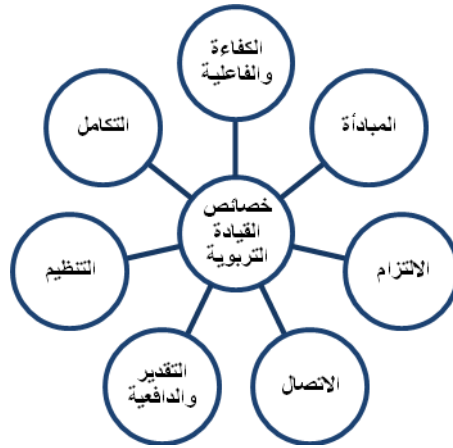 الكفاءة
والفاعلية
المبادأة
الالتزام
الاتصال
التقدير
والدافعية
التنظيم
التكامل
خصائص
القيادة
التربوية